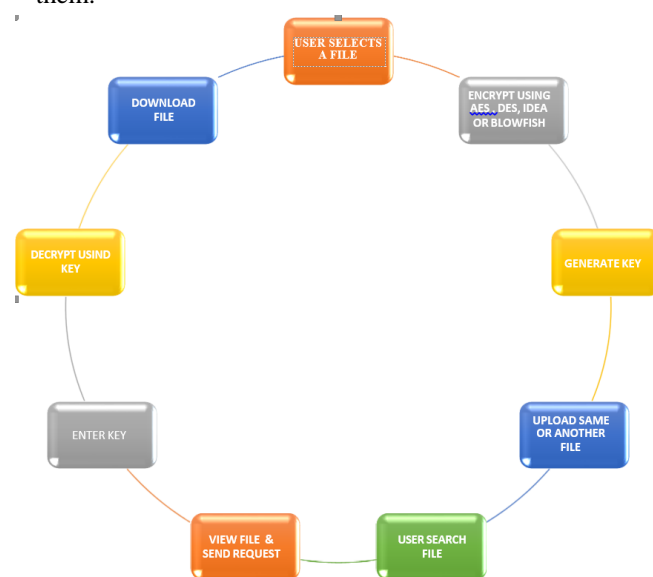 them.
USER SELECTS
A FILE
ENCRYPT USING
AES , DES, IDEA
OR BLOWFISH
GENERATE KEY
UPLOAD SAME
OR ANOTHER
FILE
USER SEARCH
FILE
VIEW FILE &
SEND REQUEST
ENTER KEY
DECRYPT USIND
KEY
DOWNLOAD
FILE